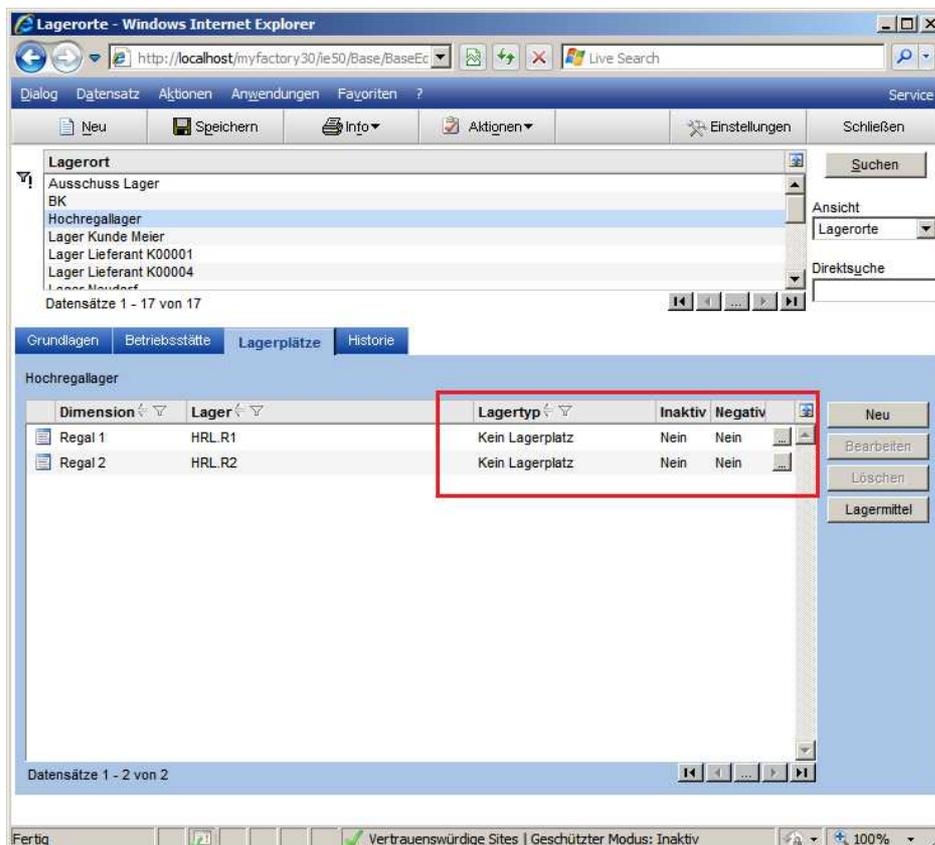 Lagerorte - Windows Internet Explorer
http://localhost/myfactory30/ie50/Base/BaseEc Live Search
Dialog Datensatz Aktionen Anwendungen Favoriten ? Service
Neu Speichern Info Aktionen Einstellungen Schließen
Lagerort Suchen
Ausschuss Lager
BK Ansicht
Hochregallager
Lager Kunde Meier Lagerorte
Lager Lieferant K00001
Lager Lieferant K00004 Direktsuche
Lager Neudorf
Datensätze 1 - 17 von 17 ...
Grundlagen Betriebsstätte Lagerplätze Historie
Hochregallager
Dimension Lager Lagertyp Inaktiv Negativ Neu
Regal 1 HRL.R1 Kein Lagerplatz Nein Nein ...
Bearbeiten
Regal 2 HRL.R2 Kein Lagerplatz Nein Nein ...
Löschen
Lagermittel
Datensätze 1 - 2 von 2 ...
Fertig Vertrauenswürdige Sites | Geschützter Modus: Inaktiv 100%